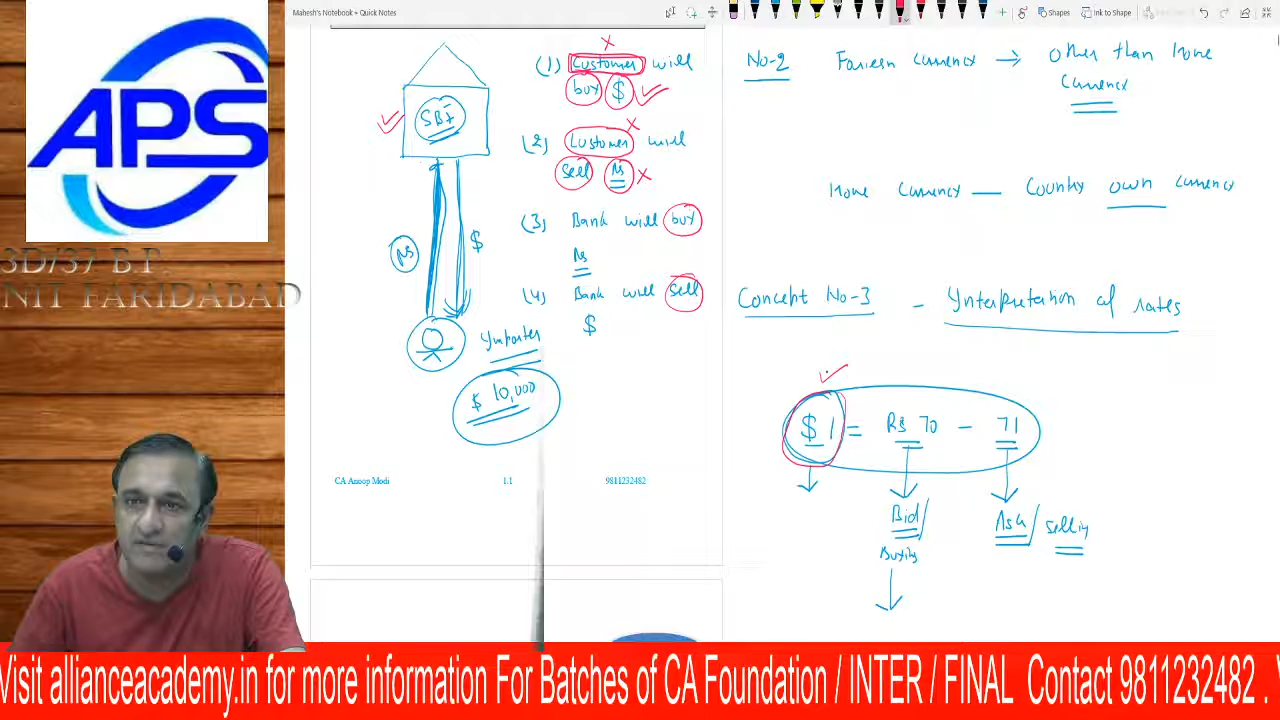 Mahesh's Notebook » Quick Notes
Shapes
Ink to Shape
APS
3D/37 B.P.
NIT FARIDABAD
SBI
Rs
$
Importer
$ 10,000
(1) Customer will
buy $
(2) Customer will
sell Rs
(3) Bank will buy
Rs
(4) Bank will sell
$
CA Anoop Modi
1.1
9811232482
No-2 Foriesn currency → other than Home
currency
Home currency — Country own currency
Concept No-3 - Ynterpretation of rates
$ 1 = Rs 70 - 71
Bid/
Buying
Ask/ selling
Visit allianceacademy.in for more information For Batches of CA Foundation / INTER / FINAL Contact 9811232482 .